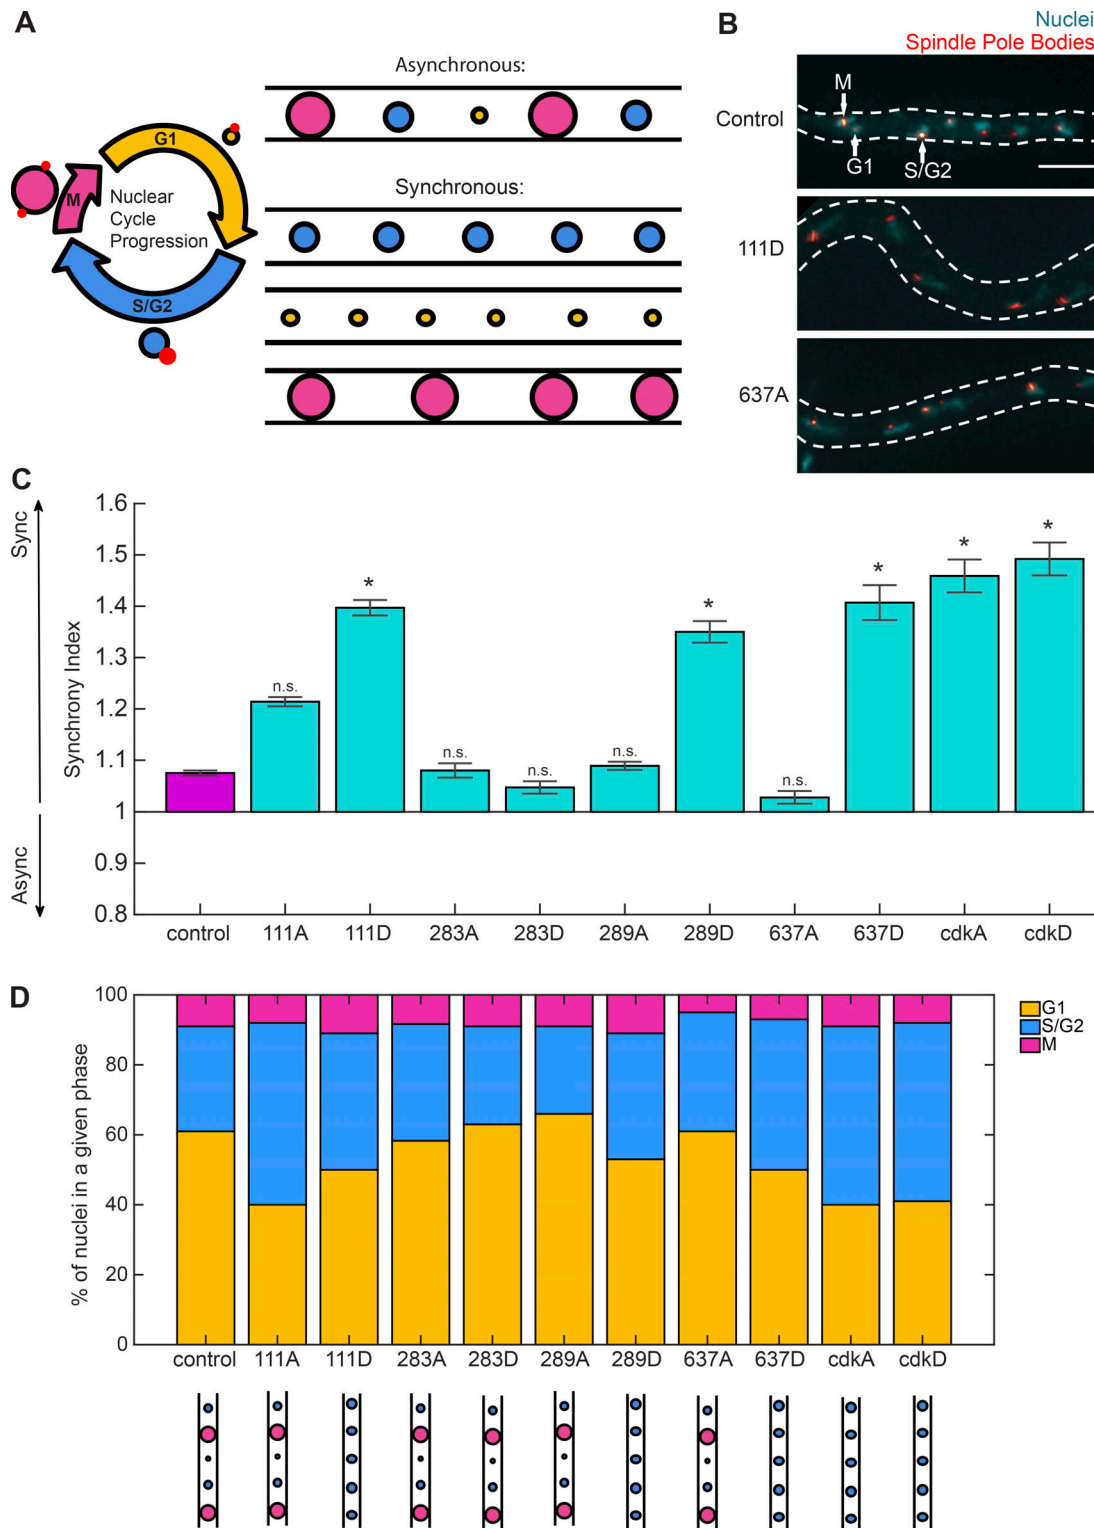 A
Asynchronous:
G1
M
Nuclear
Cycle
Progression
S/G2
Synchronous:
B
Nuclei
Spindle Pole Bodies
Control
M
G1
S/G2
111D
637A
C
Sync
Async
Synchrony Index
1.6
1.5
1.4
1.3
1.2
1.1
1
0.9
0.8
n.s.
*
n.s.
n.s.
n.s.
*
n.s.
*
*
*
control 111A 111D 283A 283D 289A 289D 637A 637D cdkA cdkD
D
% of nuclei in a given phase
100
80
60
40
20
0
G1
S/G2
M
control 111A 111D 283A 283D 289A 289D 637A 637D cdkA cdkD